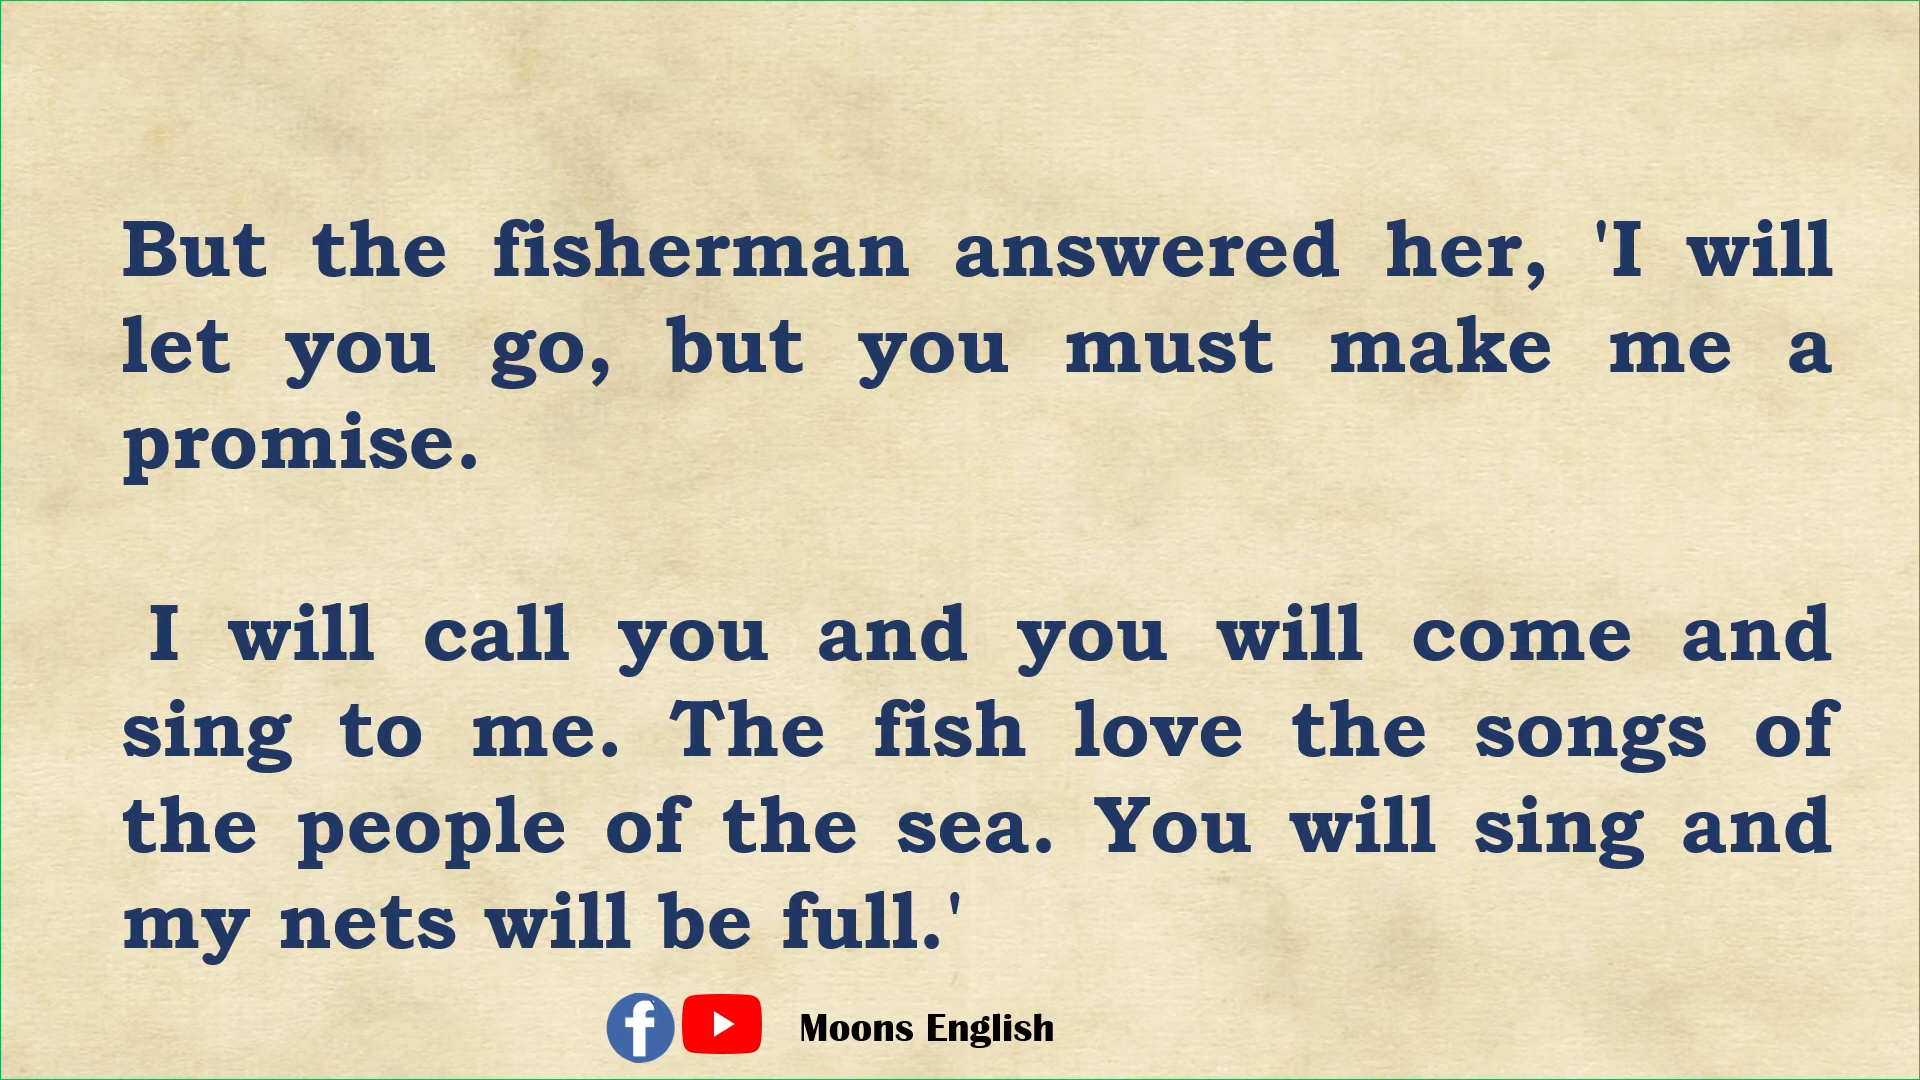 But the fisherman answered her, 'I will
let you go, but you must make me a
promise.
I will call you and you will come and
sing to me. The fish love the songs of
the people of the sea. You will sing and
my nets will be full.'
f Moons English